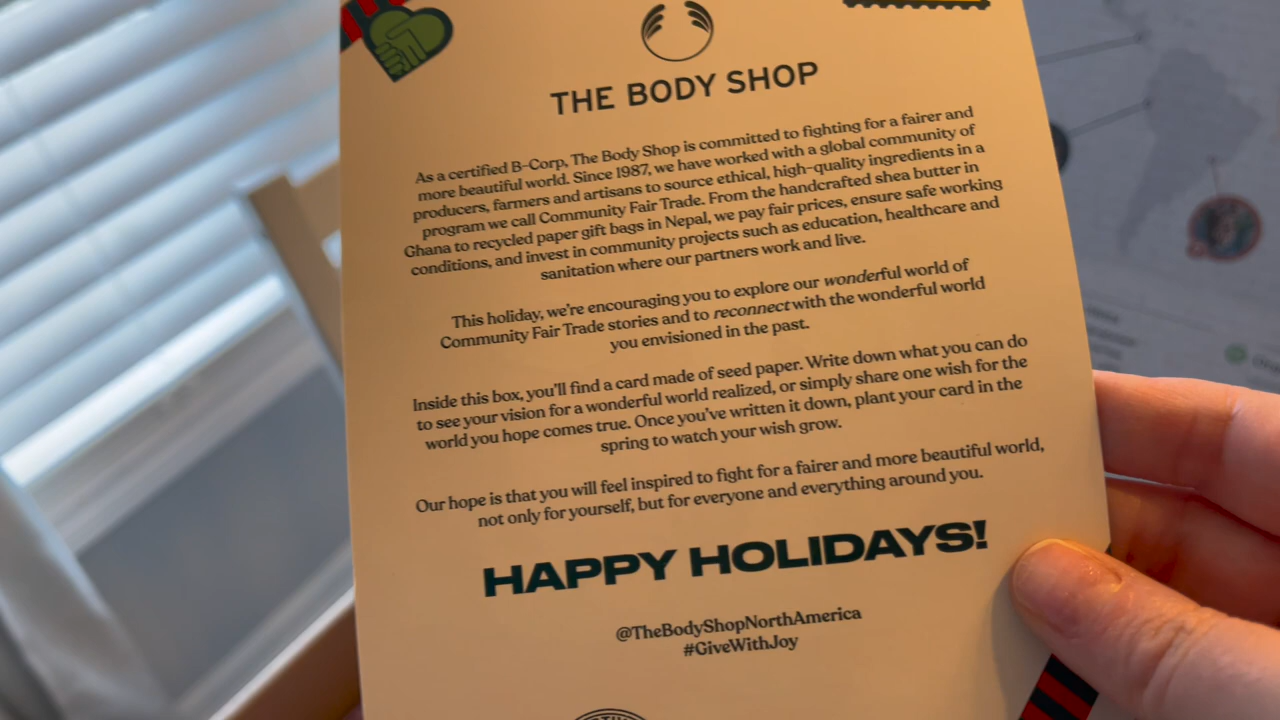 THE BODY SHOP
As a certified B-Corp, The Body Shop is committed to fighting for a fairer and
more beautiful world. Since 1987, we have worked with a global community of
producers, farmers and artisans to source ethical, high-quality ingredients in a
program we call Community Fair Trade. From the handcrafted shea butter in
Ghana to recycled paper gift bags in Nepal, we pay fair prices, ensure safe working
conditions, and invest in community projects such as education, healthcare and
sanitation where our partners work and live.
This holiday, we're encouraging you to explore our wonderful world of
Community Fair Trade stories and to reconnect with the wonderful world
you envisioned in the past.
Inside this box, you'll find a card made of seed paper. Write down what you can do
to see your vision for a wonderful world realized, or simply share one wish for the
world you hope comes true. Once you've written it down, plant your card in the
spring to watch your wish grow.
Our hope is that you will feel inspired to fight for a fairer and more beautiful world,
not only for yourself, but for everyone and everything around you.
HAPPY HOLIDAYS!
@TheBodyShopNorthAmerica
#GiveWithJoy